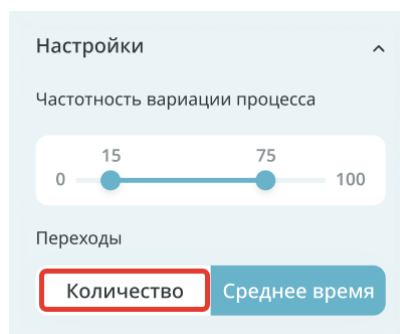 Настройки
Частотность вариации процесса
15 75
0 100
Переходы
Количество Среднее время